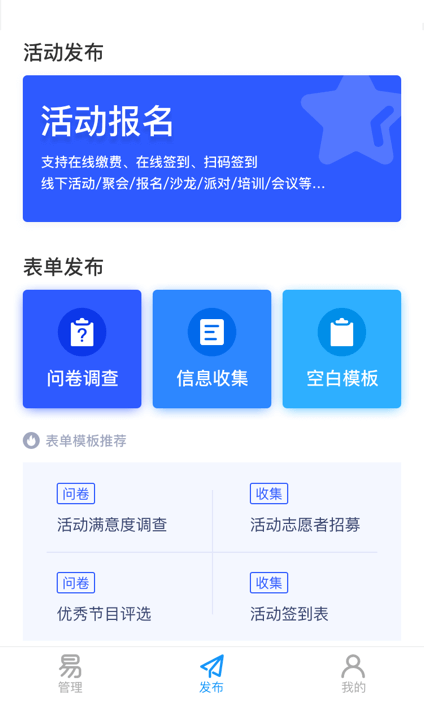 活动发布
活动报名
支持在线缴费、在线签到、扫码签到
线下活动/聚会/报名/沙龙/派对/培训/会议等...
表单发布
问卷调查
信息收集
空白模板
表单模板推荐
问卷
活动满意度调查
收集
活动志愿者招募
问卷
优秀节目评选
收集
活动签到表
易
管理
发布
我的